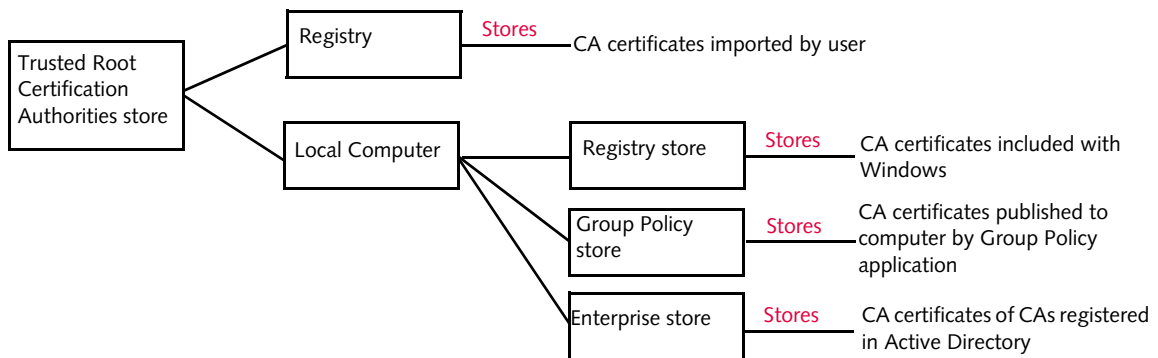 Trusted Root
Certification
Authorities store
Registry
Stores
CA certificates imported by user
Local Computer
Registry store
Stores
CA certificates included with
Windows
Group Policy
store
Stores
CA certificates published to
computer by Group Policy
application
Enterprise store
Stores
CA certificates of CAs registered
in Active Directory